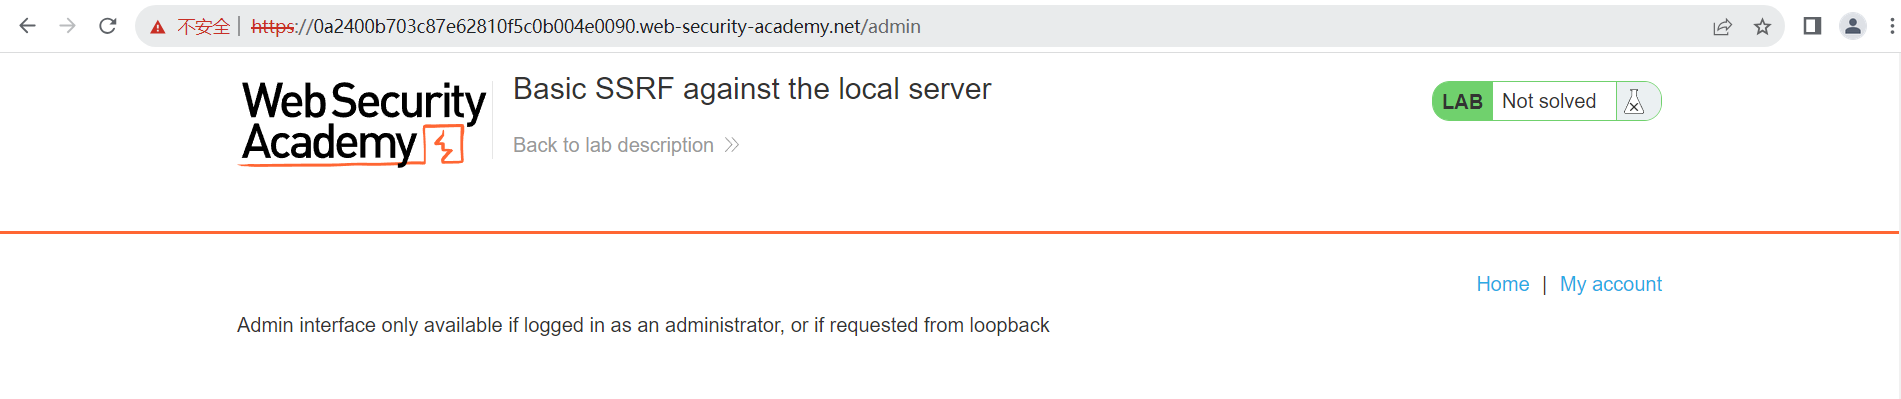 不安全 | https://0a2400b703c87e62810f5c0b004e0090.web-security-academy.net/admin
Web Security
Academy
Basic SSRF against the local server
Back to lab description
LAB Not solved
Home | My account
Admin interface only available if logged in as an administrator, or if requested from loopback